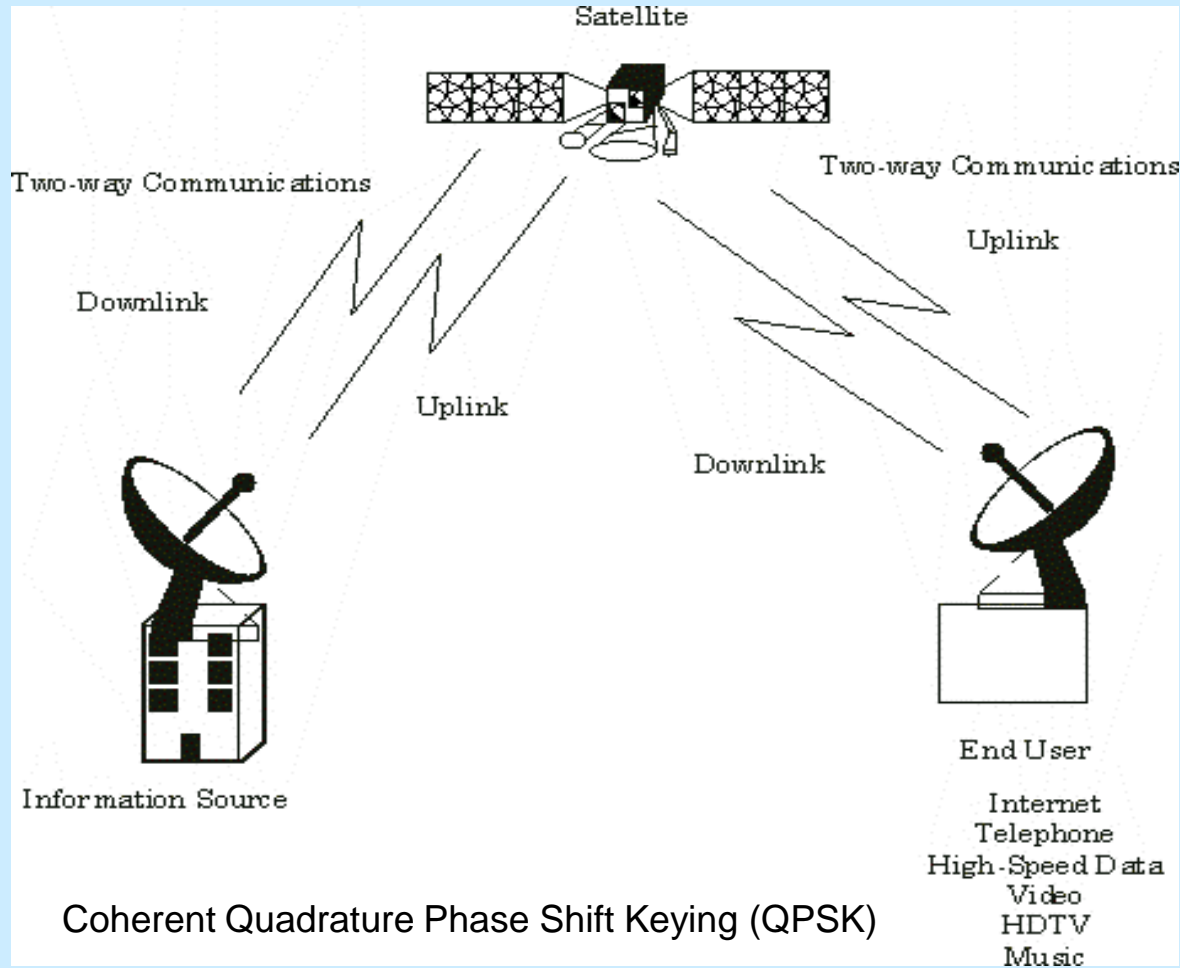 Satellite
Two-way Communications
Two-way Communications
Uplink
Downlink
Uplink
Downlink
End User
Information Source
Internet
Telephone
High-Speed Data
Video
HDTV
Music
Coherent Quadrature Phase Shift Keying (QPSK)